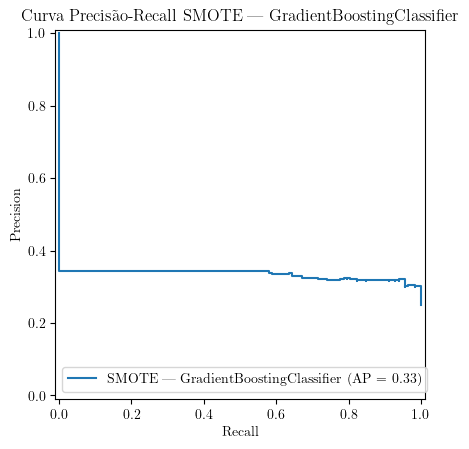 Curva Precisão-Recall SMOTE — GradientBoostingClassifier
1.0
0.8
0.6
0.4
0.2
0.0
Precision
SMOTE — GradientBoostingClassifier (AP = 0.33)
0.0 0.2 0.4 0.6 0.8 1.0
Recall